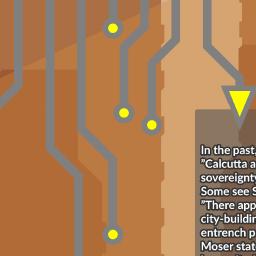 In the past,
"Calcutta a
sovereignty
Some see S
"There app
city-buildin
entrench p
Moser stat